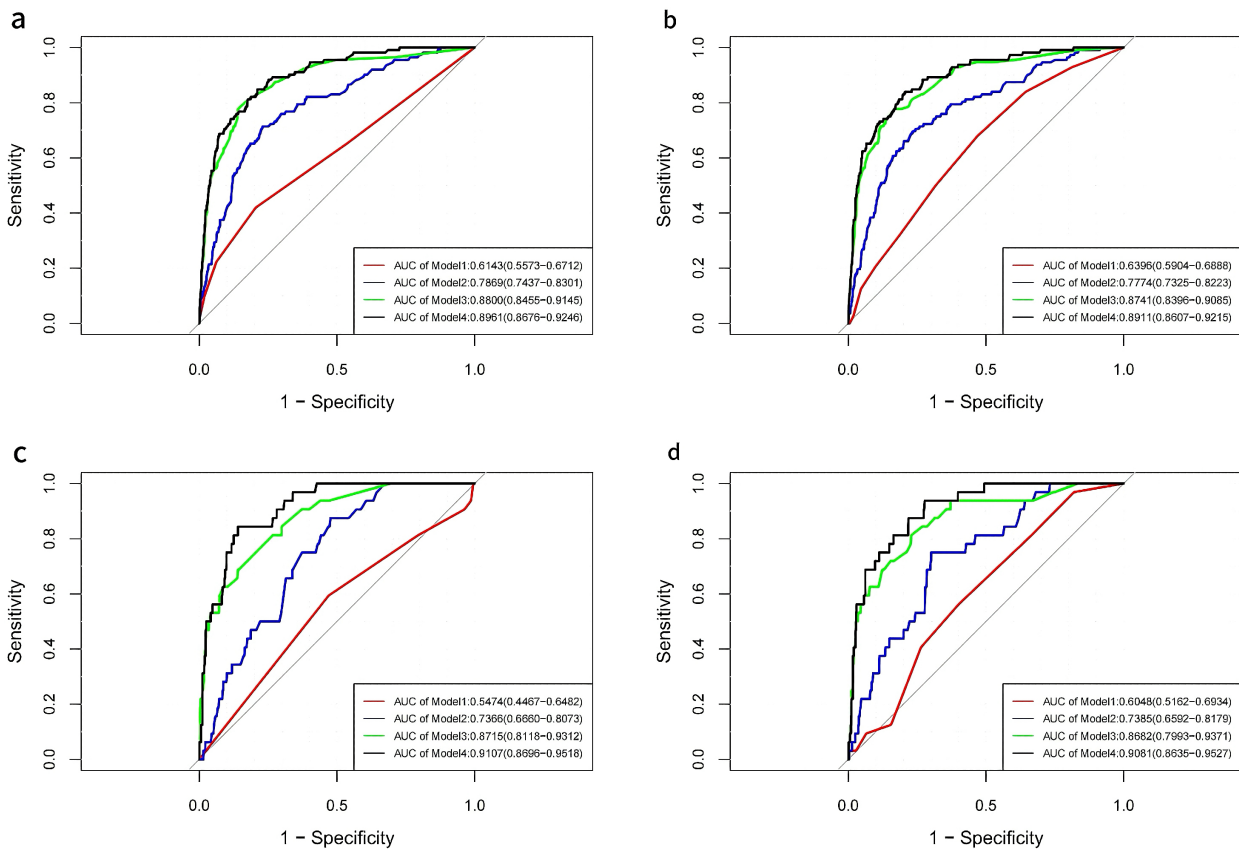 a
Sensitivity
1.0
0.8
0.6
0.4
0.2
0.0
AUC of Model1:0.6143(0.5573−0.6712)
AUC of Model2:0.7869(0.7437−0.8301)
AUC of Model3:0.8800(0.8455−0.9145)
AUC of Model4:0.8961(0.8676−0.9246)
0.0 0.5 1.0
1 − Specificity
b
Sensitivity
1.0
0.8
0.6
0.4
0.2
0.0
AUC of Model1:0.6396(0.5904−0.6888)
AUC of Model2:0.7774(0.7325−0.8223)
AUC of Model3:0.8741(0.8396−0.9085)
AUC of Model4:0.8911(0.8607−0.9215)
0.0 0.5 1.0
1 − Specificity
c
Sensitivity
1.0
0.8
0.6
0.4
0.2
0.0
AUC of Model1:0.5474(0.4467−0.6482)
AUC of Model2:0.7366(0.6660−0.8073)
AUC of Model3:0.8715(0.8118−0.9312)
AUC of Model4:0.9107(0.8696−0.9518)
0.0 0.5 1.0
1 − Specificity
d
Sensitivity
1.0
0.8
0.6
0.4
0.2
0.0
AUC of Model1:0.6048(0.5162−0.6934)
AUC of Model2:0.7385(0.6592−0.8179)
AUC of Model3:0.8682(0.7993−0.9371)
AUC of Model4:0.9081(0.8635−0.9527)
0.0 0.5 1.0
1 − Specificity